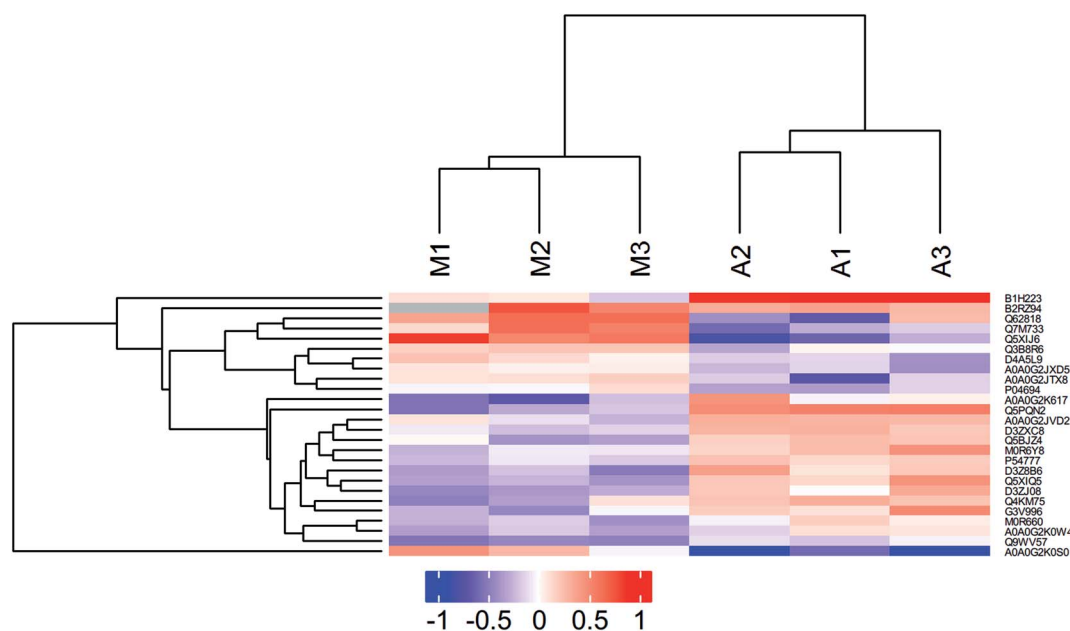 M1 M2 M3 A2 A1 A3
B1H223
B2RZ94
Q62818
Q7M733
Q5XIJ6
Q3B8R6
D4A5L9
A0A0G2JXD5
A0A0G2JTX8
P04694
A0A0G2K617
Q5PQN2
A0A0G2JVD2
D3ZXC8
Q5BJZ4
M0R6Y8
P54777
D3Z8B6
Q5XIQ5
D3ZJ08
Q4KM75
G3V996
M0R660
A0A0G2K0W4
Q9WV57
A0A0G2K0S0
-1 -0.5 0 0.5 1